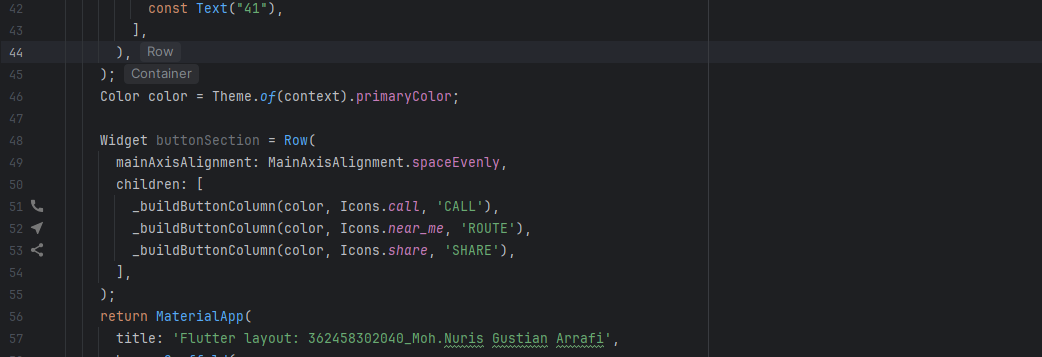 42 const Text("41"),
43 ],
44 ), Row
45 ); Container
46 Color color = Theme.of(context).primaryColor;
47
48 Widget buttonSection = Row(
49 mainAxisAlignment: MainAxisAlignment.spaceEvenly,
50 children: [
51 _buildButtonColumn(color, Icons.call, 'CALL'),
52 _buildButtonColumn(color, Icons.near_me, 'ROUTE'),
53 _buildButtonColumn(color, Icons.share, 'SHARE'),
54 ],
55 );
56 return MaterialApp(
57 title: 'Flutter layout: 362458302040_Moh.Nuris Gustian Arrafi',